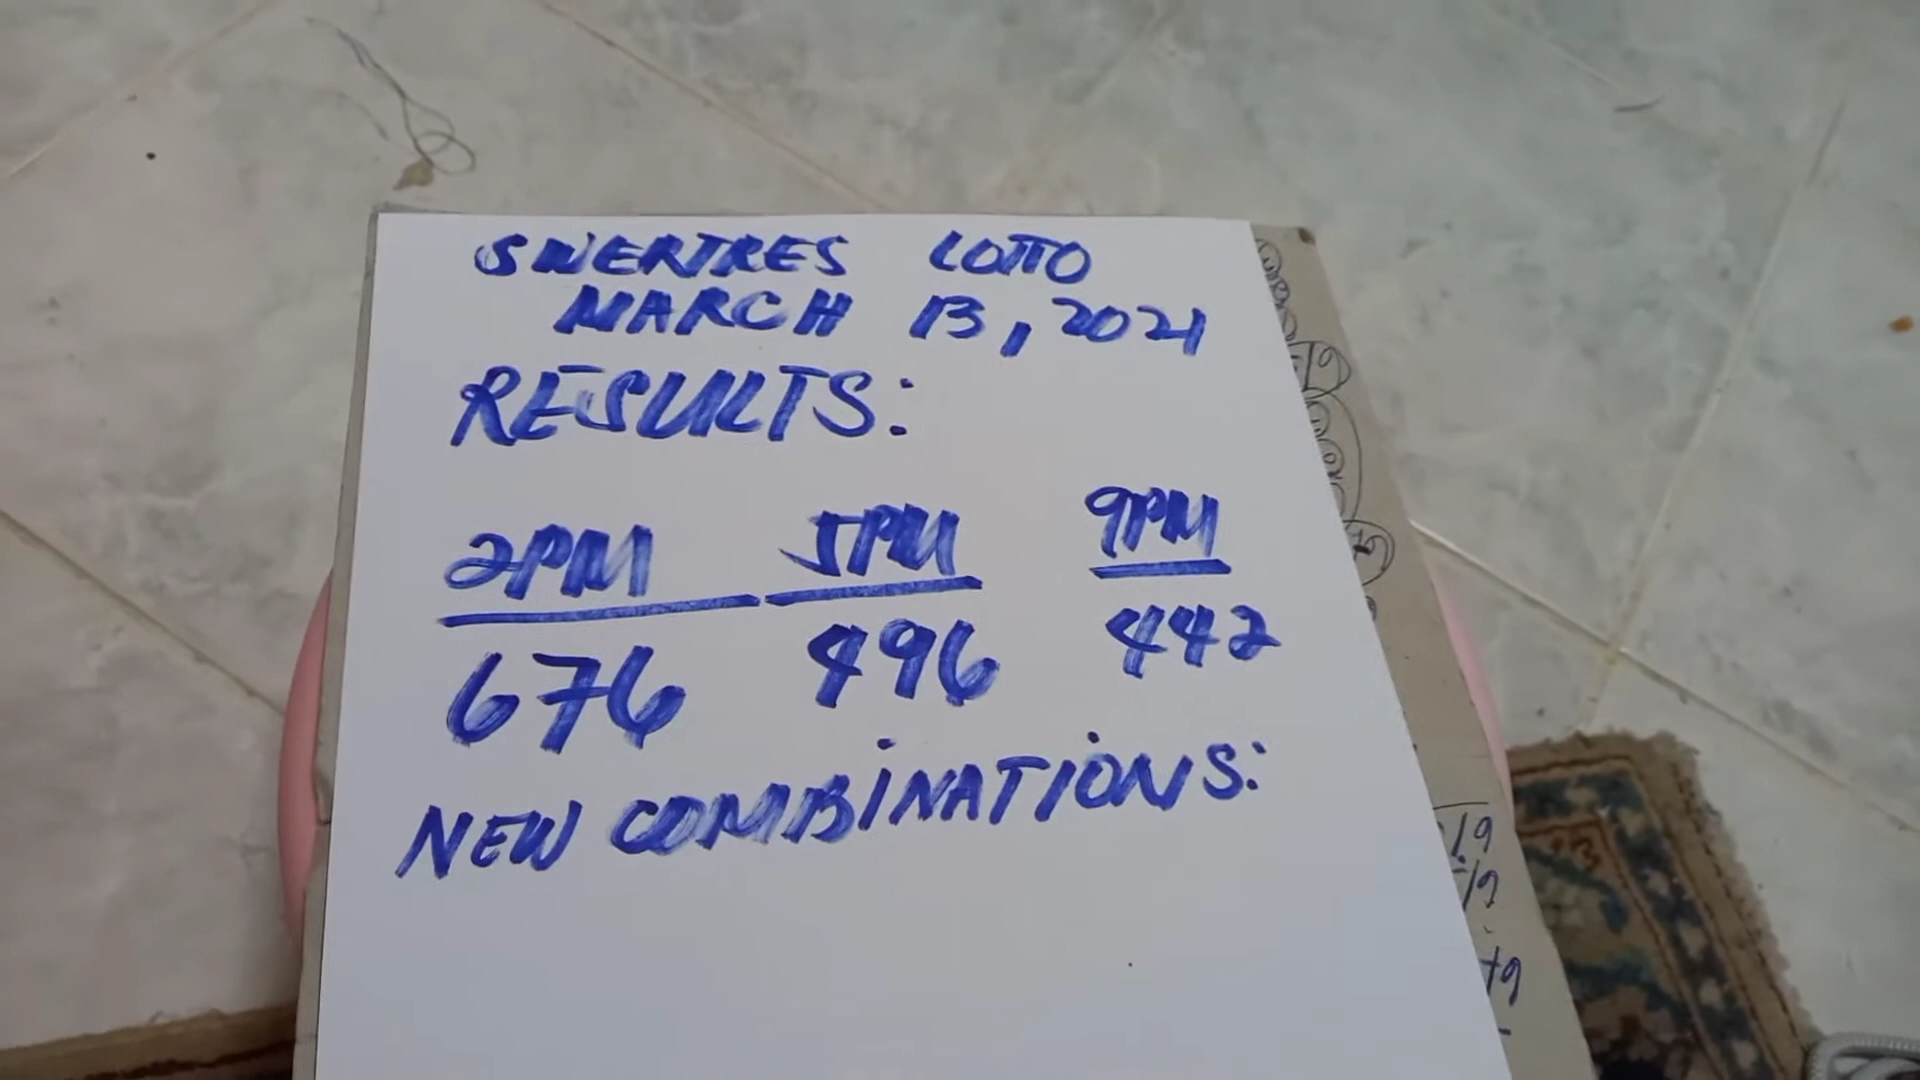 SWERTRES LOTTO
MARCH 13, 2021
RESULTS:
2PM 5PM 9PM
676 496 442
NEW COMBINATIONS: